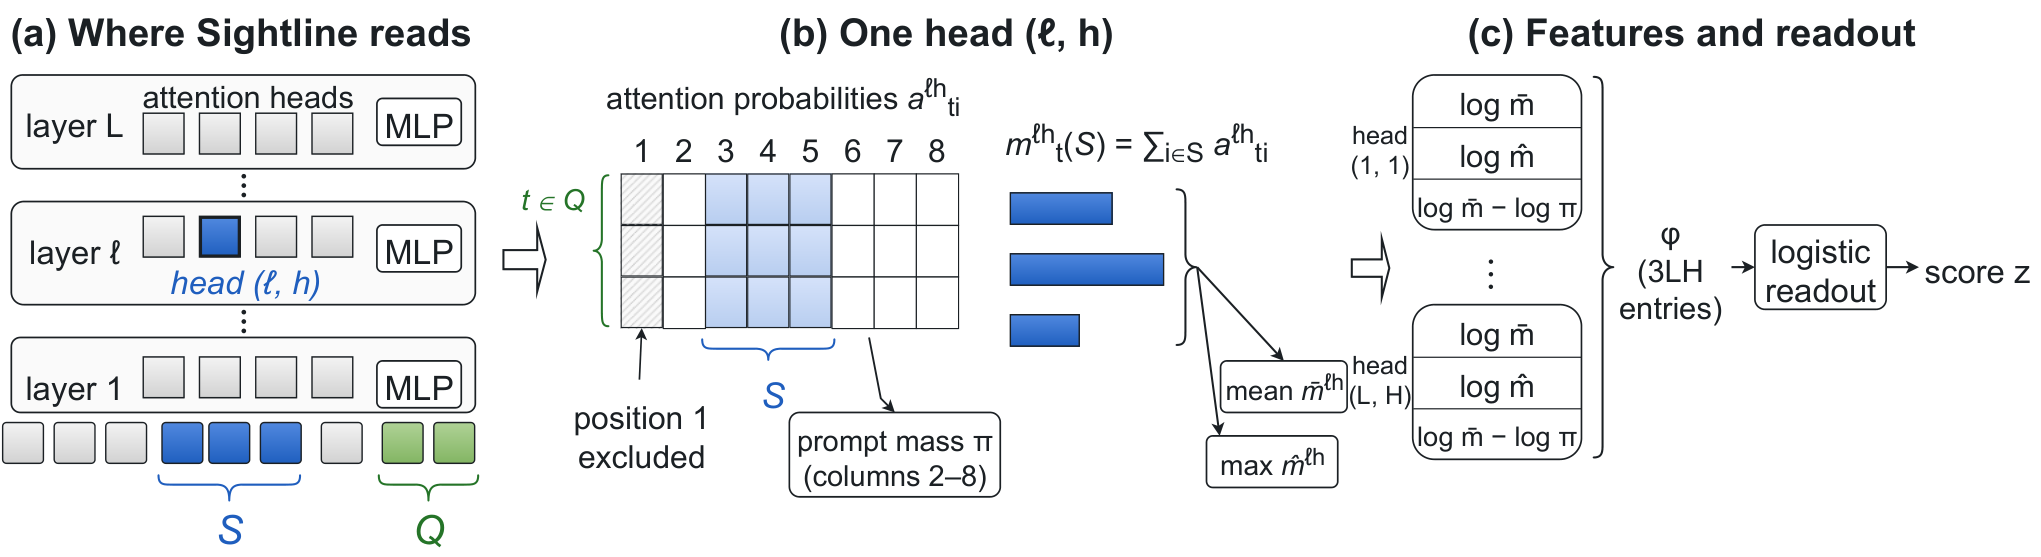 (a) Where Sightline reads
layer L
attention heads
MLP
layer ℓ
MLP
head (ℓ, h)
layer 1
MLP
S
Q
(b) One head (ℓ, h)
attention probabilities aℓhti
1 2 3 4 5 6 7 8
t ∈ Q
S
position 1
excluded
prompt mass π
(columns 2–8)
mℓht(S) = ∑i∈S aℓhti
mean m̄ℓh
max m̂ℓh
(c) Features and readout
head
(1, 1)
log m̄
log m̂
log m̄ − log π
head
(L, H)
log m̄
log m̂
log m̄ − log π
φ
(3LH
entries)
logistic
readout
score z